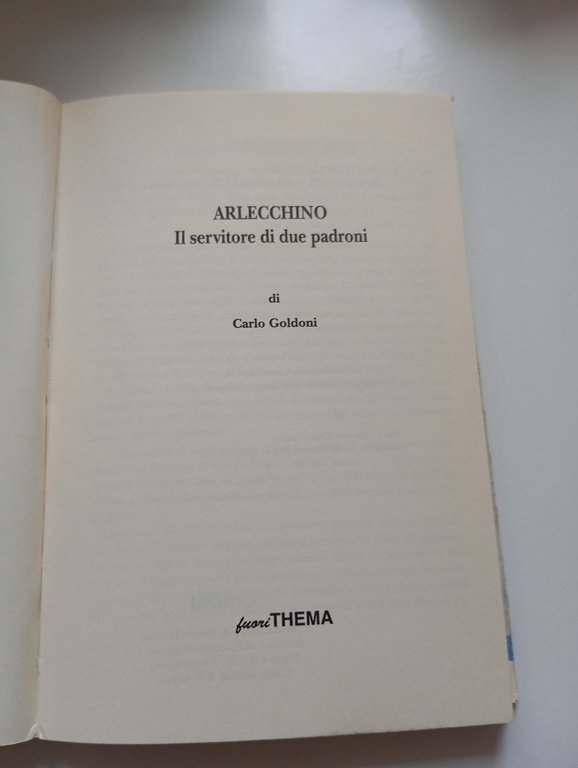 ARLECCHINO
Il servitore di due padroni
di
Carlo Goldoni
fuoriTHEMA